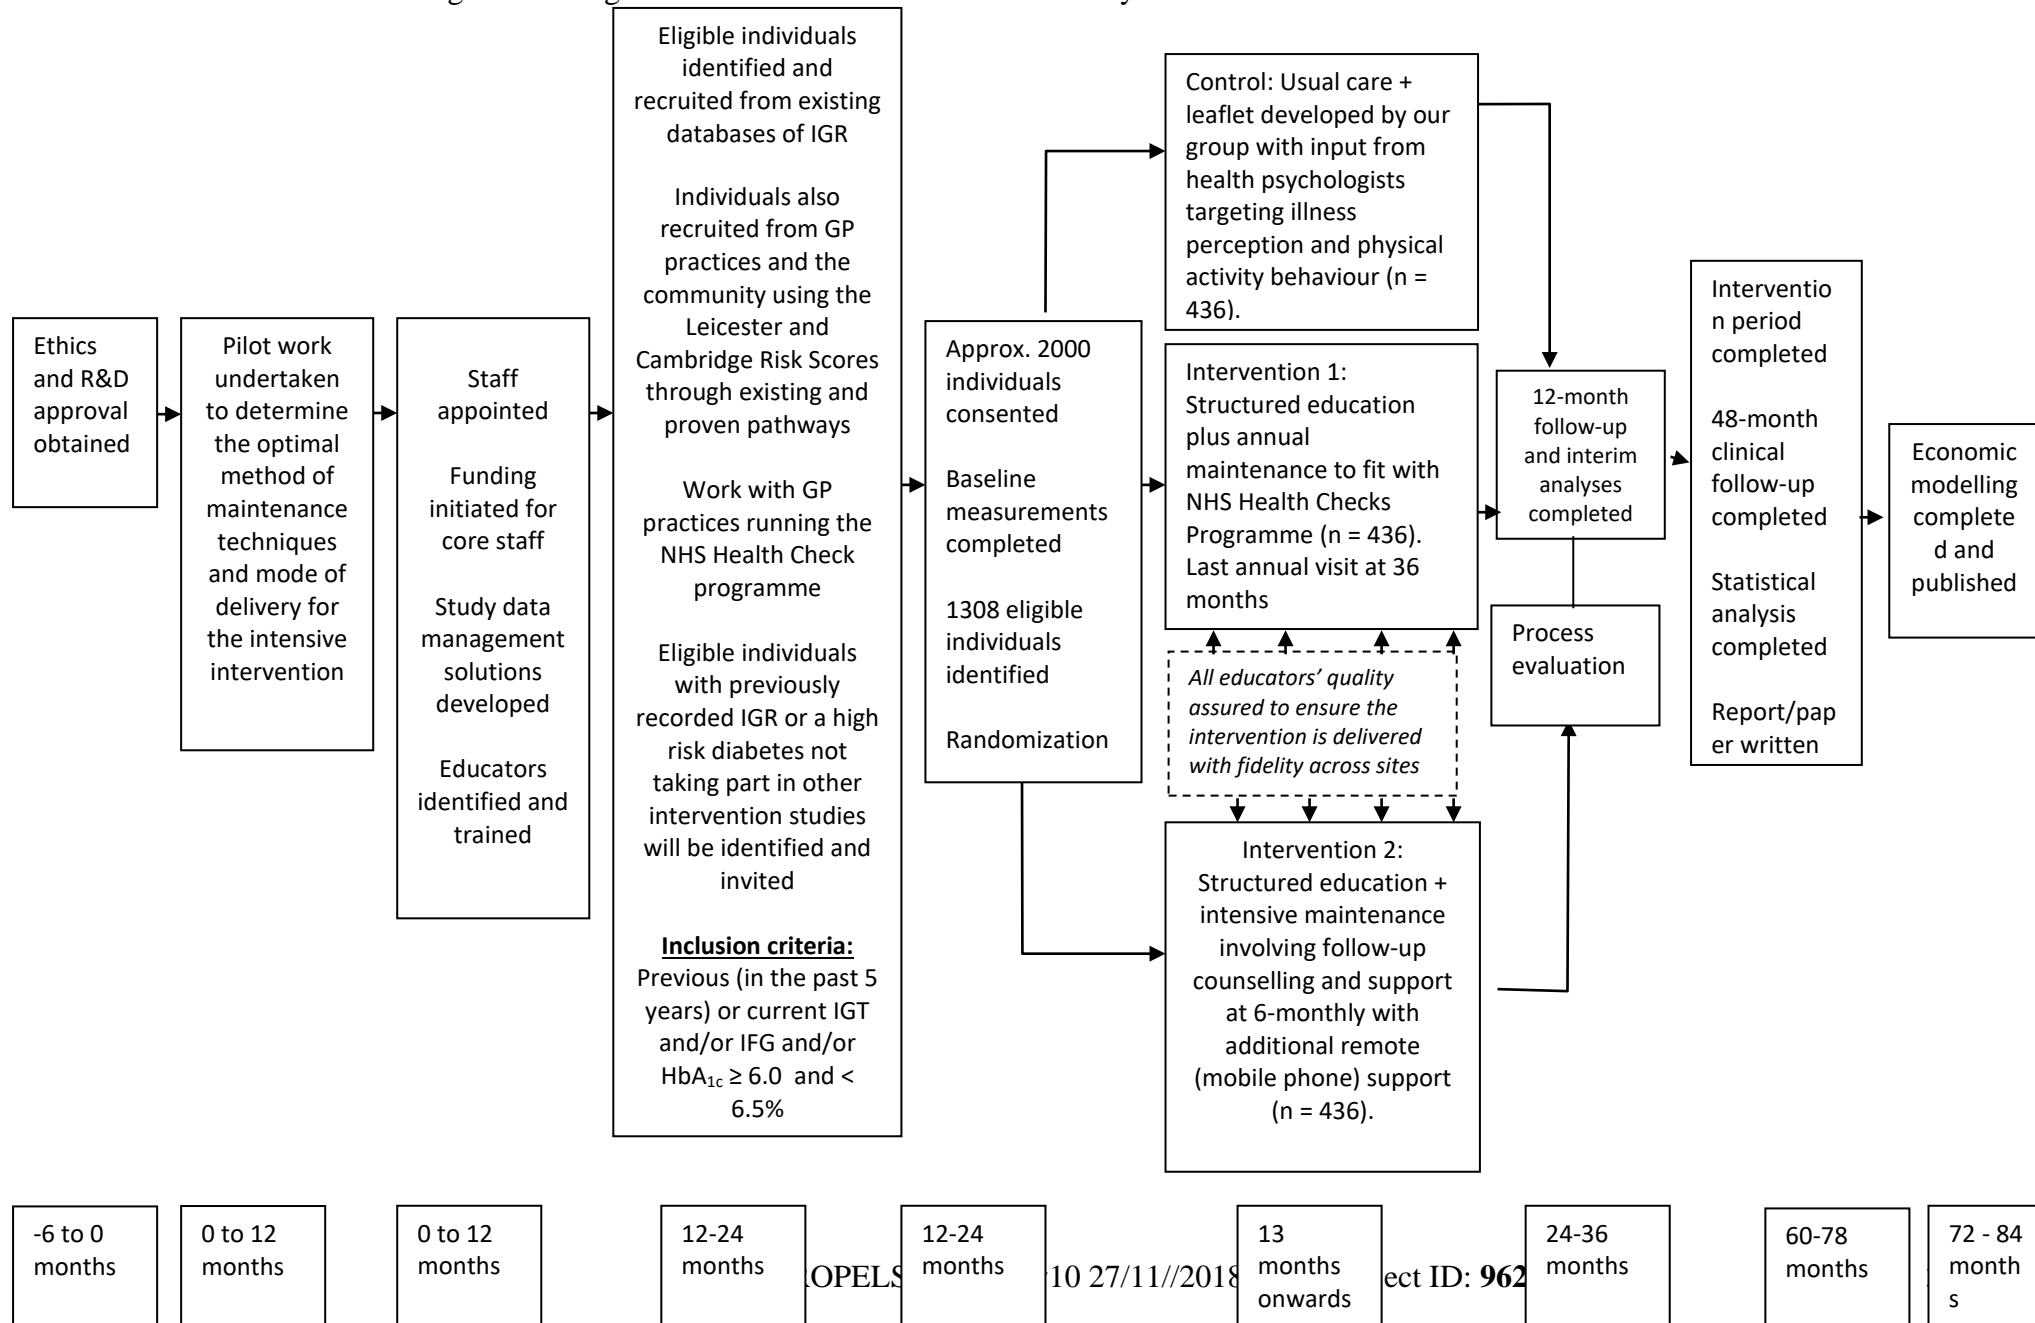 Ethics
and R&D
approval
obtained
Pilot work
undertaken
to determine
the optimal
method of
maintenance
techniques
and mode of
delivery for
the intensive
intervention
Staff
appointed
Funding
initiated for
core staff
Study data
management
solutions
developed
Educators
identified and
trained
Eligible individuals
identified and
recruited from existing
databases of IGR
Individuals also
recruited from GP
practices and the
community using the
Leicester and
Cambridge Risk Scores
through existing and
proven pathways
Work with GP
practices running the
NHS Health Check
programme
Eligible individuals
with previously
recorded IGR or a high
risk diabetes not
taking part in other
intervention studies
will be identified and
invited
Inclusion criteria:
Previous (in the past 5
years) or current IGT
and/or IFG and/or
HbA1c ≥ 6.0 and <
6.5%
Approx. 2000
individuals
consented
Baseline
measurements
completed
1308 eligible
individuals
identified
Randomization
Control: Usual care +
leaflet developed by our
group with input from
health psychologists
targeting illness
perception and physical
activity behaviour (n =
436).
Intervention 1:
Structured education
plus annual
maintenance to fit with
NHS Health Checks
Programme (n = 436).
Last annual visit at 36
months
All educators’ quality
assured to ensure the
intervention is delivered
with fidelity across sites
Intervention 2:
Structured education +
intensive maintenance
involving follow-up
counselling and support
at 6-monthly with
additional remote
(mobile phone) support
(n = 436).
12-month
follow-up
and interim
analyses
completed
Process
evaluation
Interventio
n period
completed
48-month
clinical
follow-up
completed
Statistical
analysis
completed
Report/pap
er written
Economic
modelling
complete
d and
published
-6 to 0
months
0 to 12
months
0 to 12
months
12-24
months
12-24
months
13
months
onwards
24-36
months
60-78
months
72 - 84
month
s
OPELS 10 27/11//2018 ect ID: 962